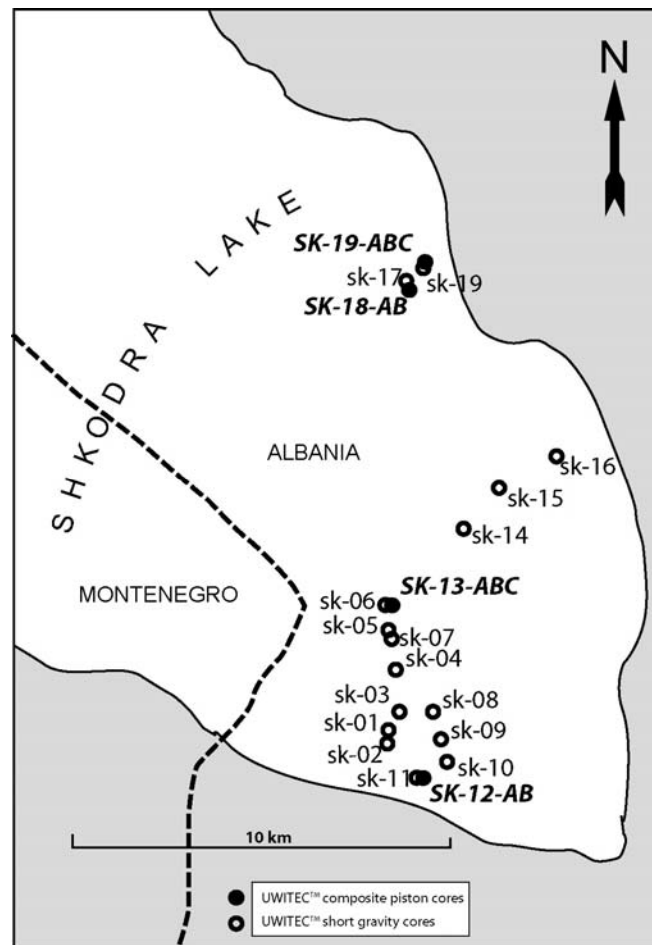 N
SHKODRA LAKE
SK-19-ABC
sk-17
sk-19
SK-18-AB
ALBANIA
sk-16
sk-15
sk-14
MONTENEGRO
SK-13-ABC
sk-06
sk-05
sk-07
sk-04
sk-03
sk-08
sk-01
sk-09
sk-02
sk-10
sk-11
SK-12-AB
10 km
UWITEC™ composite piston cores
UWITEC™ short gravity cores